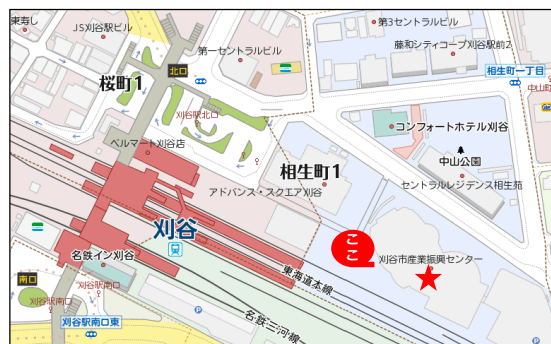 東寿し
JS刈谷駅ビル
第3セントラルビル
第一セントラルビル
藤和シティコープ刈谷駅前2
北口
相生町一丁目
桜町1
中山町
刈谷駅北口
コンフォートホテル刈谷
ベルマート刈谷店
中山公園
相生町1
アドバンス・スクエア刈谷
セントラルレジデンス相生苑
刈谷
ここ
刈谷市産業振興センター
名鉄イン刈谷
東海道本線
南口
刈谷駅南口
刈谷駅南口
名鉄三河線
刈谷駅南口東